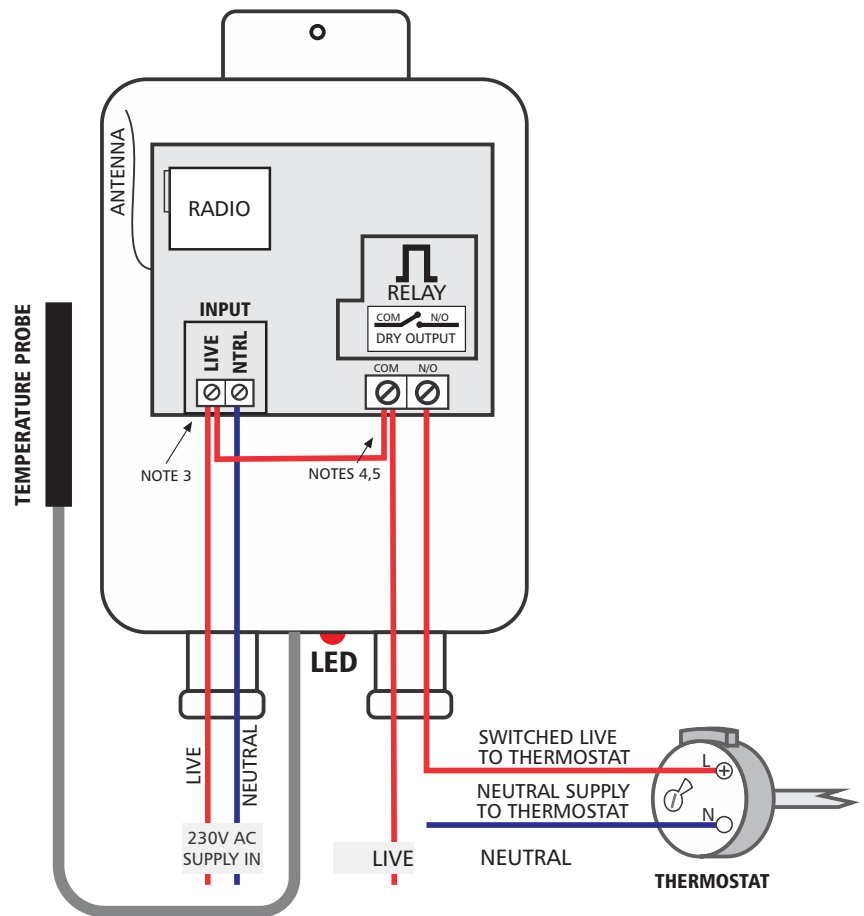 ANTENNA
RADIO
RELAY
COM N/O
DRY OUTPUT
INPUT
LIVE
NTRL
COM N/O
TEMPERATURE PROBE
NOTE 3
NOTES 4,5
LED
LIVE
NEUTRAL
230V AC
SUPPLY IN
LIVE
NEUTRAL
SWITCHED LIVE
TO THERMOSTAT
NEUTRAL SUPPLY
TO THERMOSTAT
L
N
THERMOSTAT